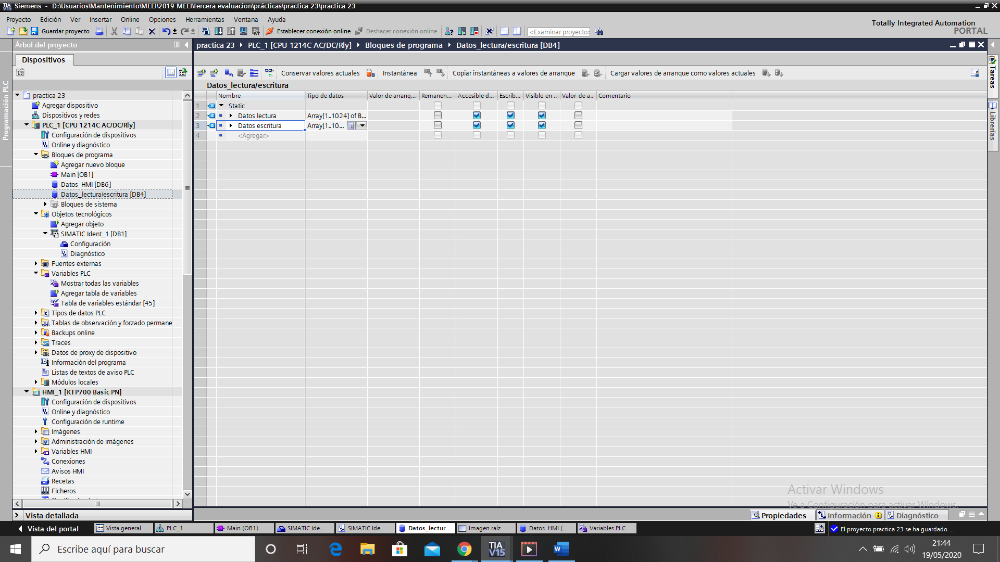 Siemens - D:\Usuarios\Mantenimiento\MEEI\2019 MEEI\tercera evaluacion\prácticas\practica 23\practica 23
Proyecto Edición Ver Insertar Online Opciones Herramientas Ventana Ayuda
Totally Integrated Automation
PORTAL
Guardar proyecto Establecer conexión online Deshacer conexión online <Examinar proyecto>
Árbol del proyecto
practica 23 PLC_1 [CPU 1214C AC/DC/Rly] Bloques de programa Datos_lectura/escritura [DB4]
Dispositivos
Programación PLC
Tareas
Librerías
Conservar valores actuales Instantánea Copiar instantáneas a valores de arranque Cargar valores de arranque como valores actuales
Datos_lectura/escritura
Nombre Tipo de datos Valor de arranq... Remanen... Accesible d... Escrib... Visible en .. Valor de a.. Comentario
1 Static
2 Datos lectura Array[1..1024] of B...
3 Datos escritura Array[1..10...
4 <Agregar>
practica 23
Agregar dispositivo
Dispositivos y redes
PLC_1 [CPU 1214C AC/DC/Rly]
Configuración de dispositivos
Online y diagnóstico
Bloques de programa
Agregar nuevo bloque
Main [OB1]
Datos HMI [DB6]
Datos_lectura/escritura [DB4]
Bloques de sistema
Objetos tecnológicos
Agregar objeto
SIMATIC Ident_1 [DB1]
Configuración
Diagnóstico
Fuentes externas
Variables PLC
Mostrar todas las variables
Agregar tabla de variables
Tabla de variables estándar [45]
Tipos de datos PLC
Tablas de observación y forzado permane
Backups online
Traces
Datos de proxy de dispositivo
Información del programa
Listas de textos de aviso PLC
Módulos locales
HMI_1 [KTP700 Basic PN]
Configuración de dispositivos
Online y diagnóstico
Configuración de runtime
Imágenes
Administración de imágenes
Variables HMI
Conexiones
Avisos HMI
Recetas
Ficheros
Activar Windows
Ve a Configuración para activar Windows.
Vista detallada
Propiedades Información Diagnóstico
Vista del portal Vista general PLC_1 Main (OB1) SIMATIC Ide... SIMATIC Ide... Datos_lectur... Imagen raíz Datos HMI (... Variables PLC El proyecto practica 23 se ha guardado ...
Escribe aquí para buscar
TIA V15
21:44
19/05/2020